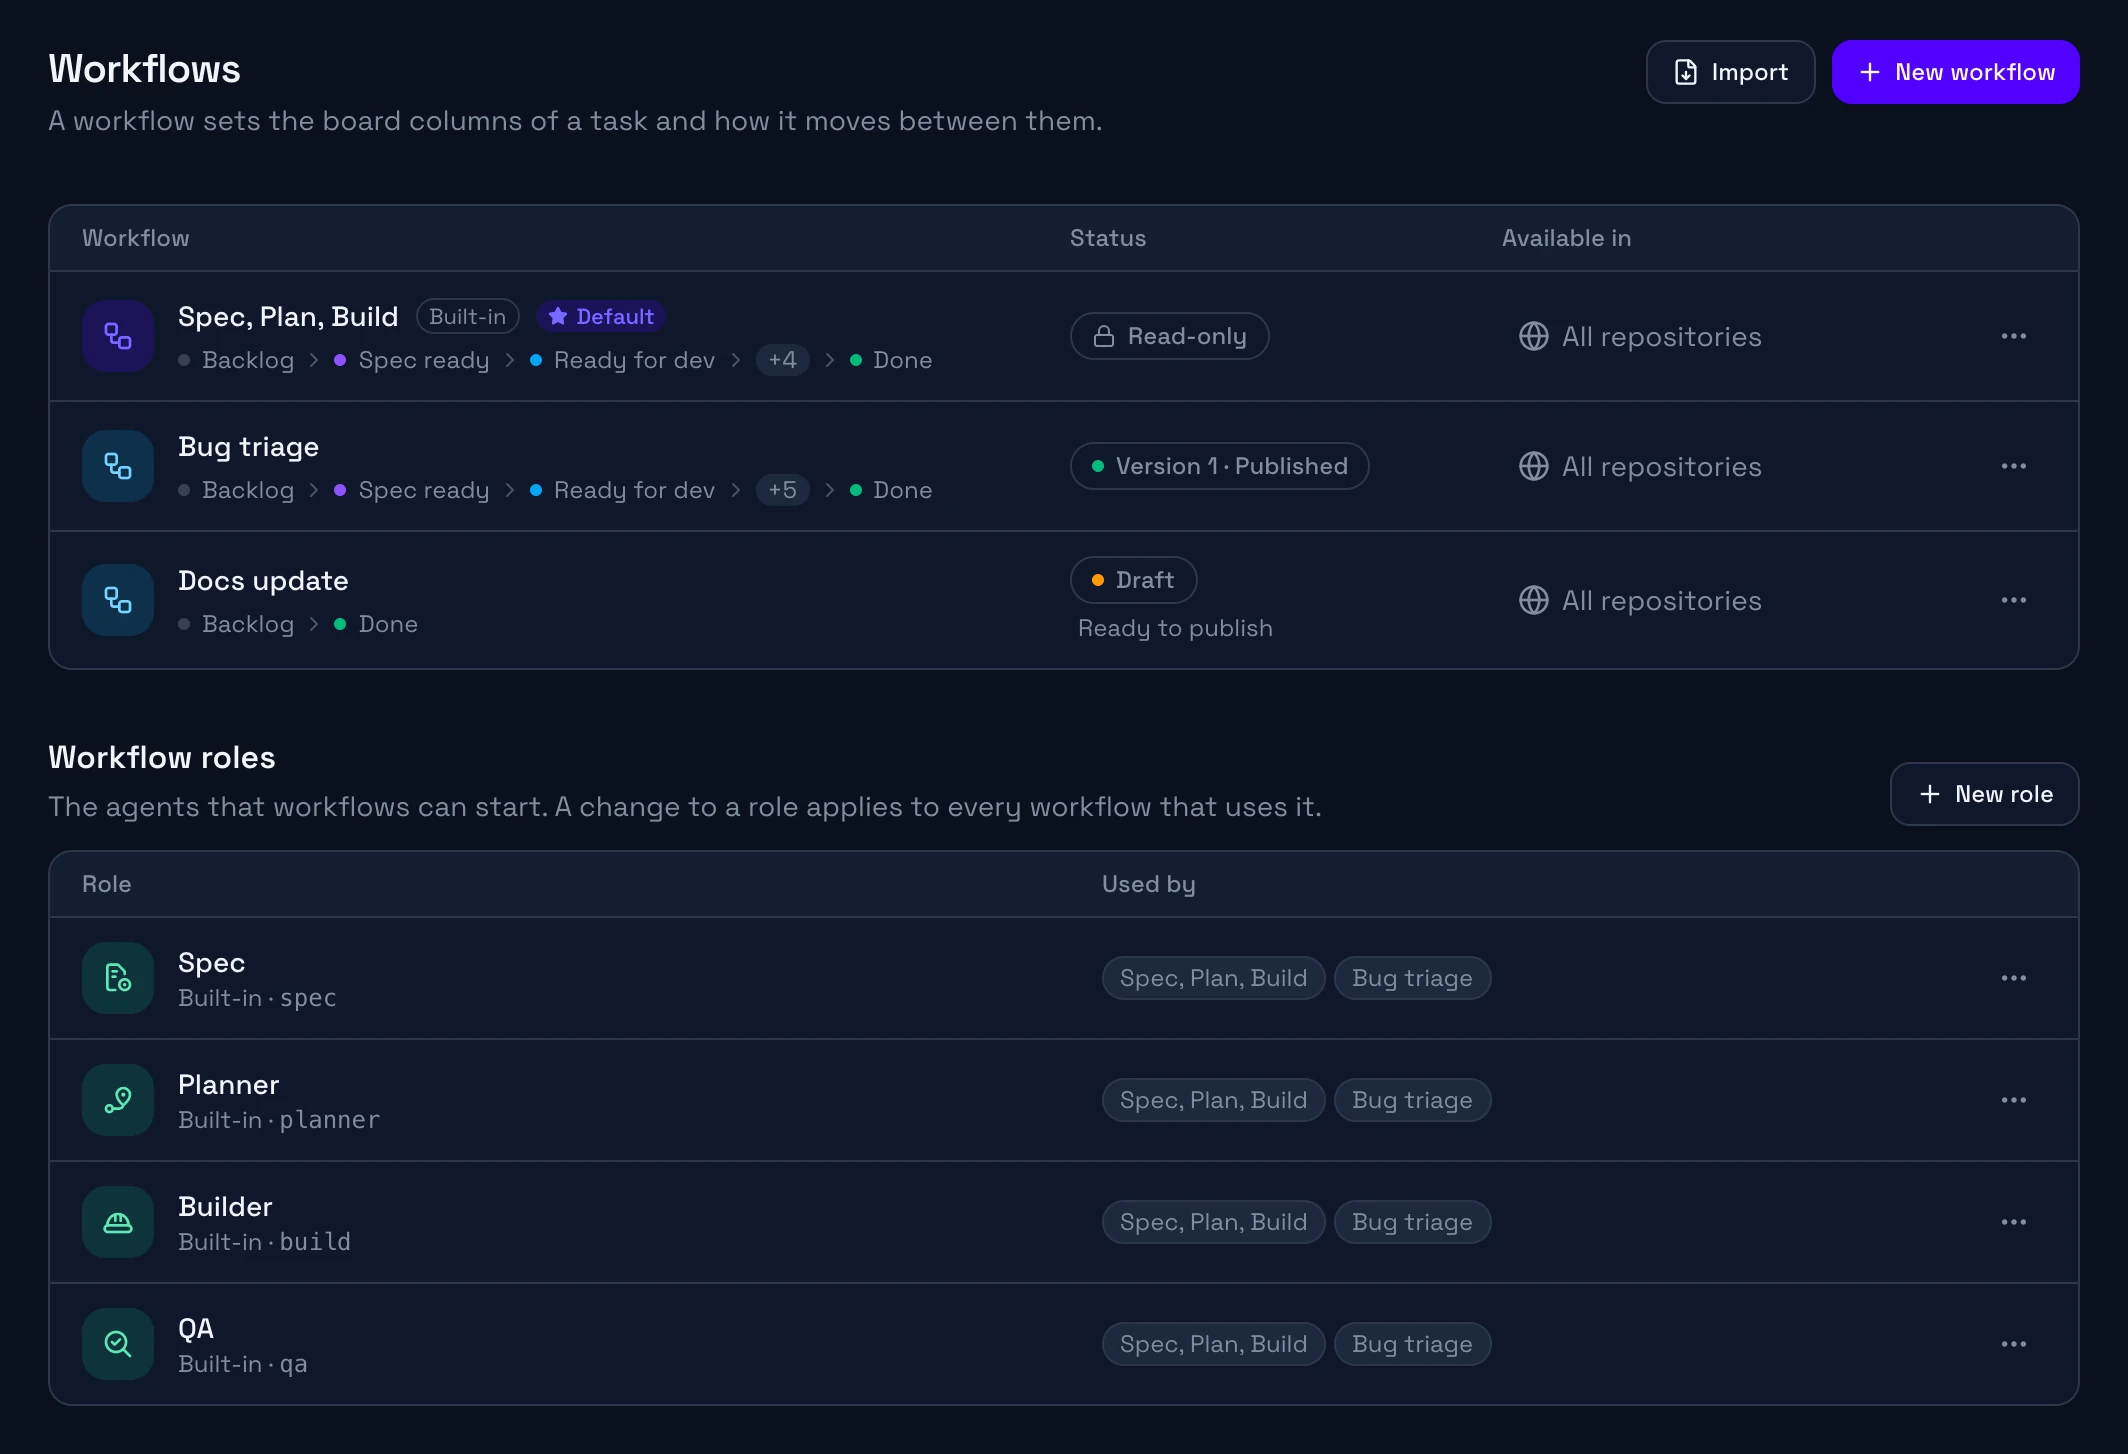 Workflows
Import
New workflow
A workflow sets the board columns of a task and how it moves between them.
Workflow Status Available in
Spec, Plan, Build Built-in Default
Backlog > Spec ready > Ready for dev > +4 > Done
Read-only
All repositories
Bug triage
Backlog > Spec ready > Ready for dev > +5 > Done
Version 1 · Published
All repositories
Docs update
Backlog > Done
Draft
Ready to publish
All repositories
Workflow roles
The agents that workflows can start. A change to a role applies to every workflow that uses it.
New role
Role Used by
Spec
Built-in · spec
Spec, Plan, Build Bug triage
Planner
Built-in · planner
Spec, Plan, Build Bug triage
Builder
Built-in · build
Spec, Plan, Build Bug triage
QA
Built-in · qa
Spec, Plan, Build Bug triage